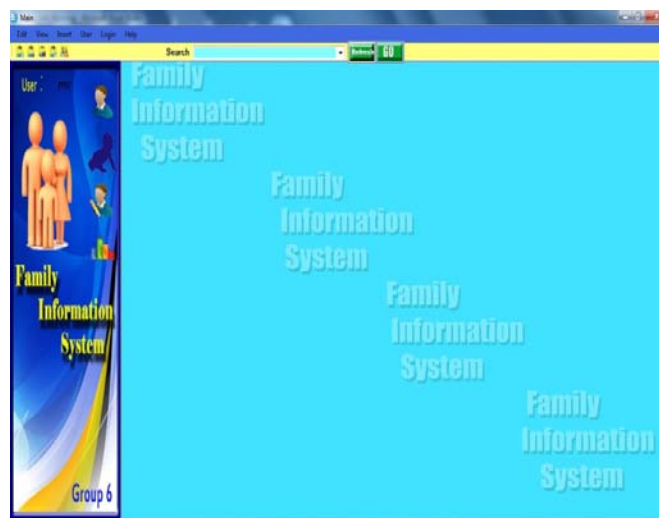 Main
Edit View Insert User Login Help
Search Refresh GO
User :
Family
Information
System
Group 6
Family
Information
System
Family
Information
System
Family
Information
System
Family
Information
System